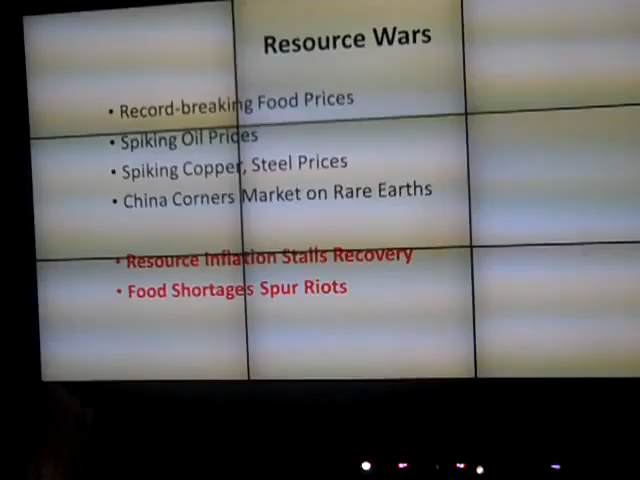 Resource Wars
• Record-breaking Food Prices
• Spiking Oil Prices
• Spiking Copper, Steel Prices
• China Corners Market on Rare Earths
• Resource Inflation Stalls Recovery
• Food Shortages Spur Riots